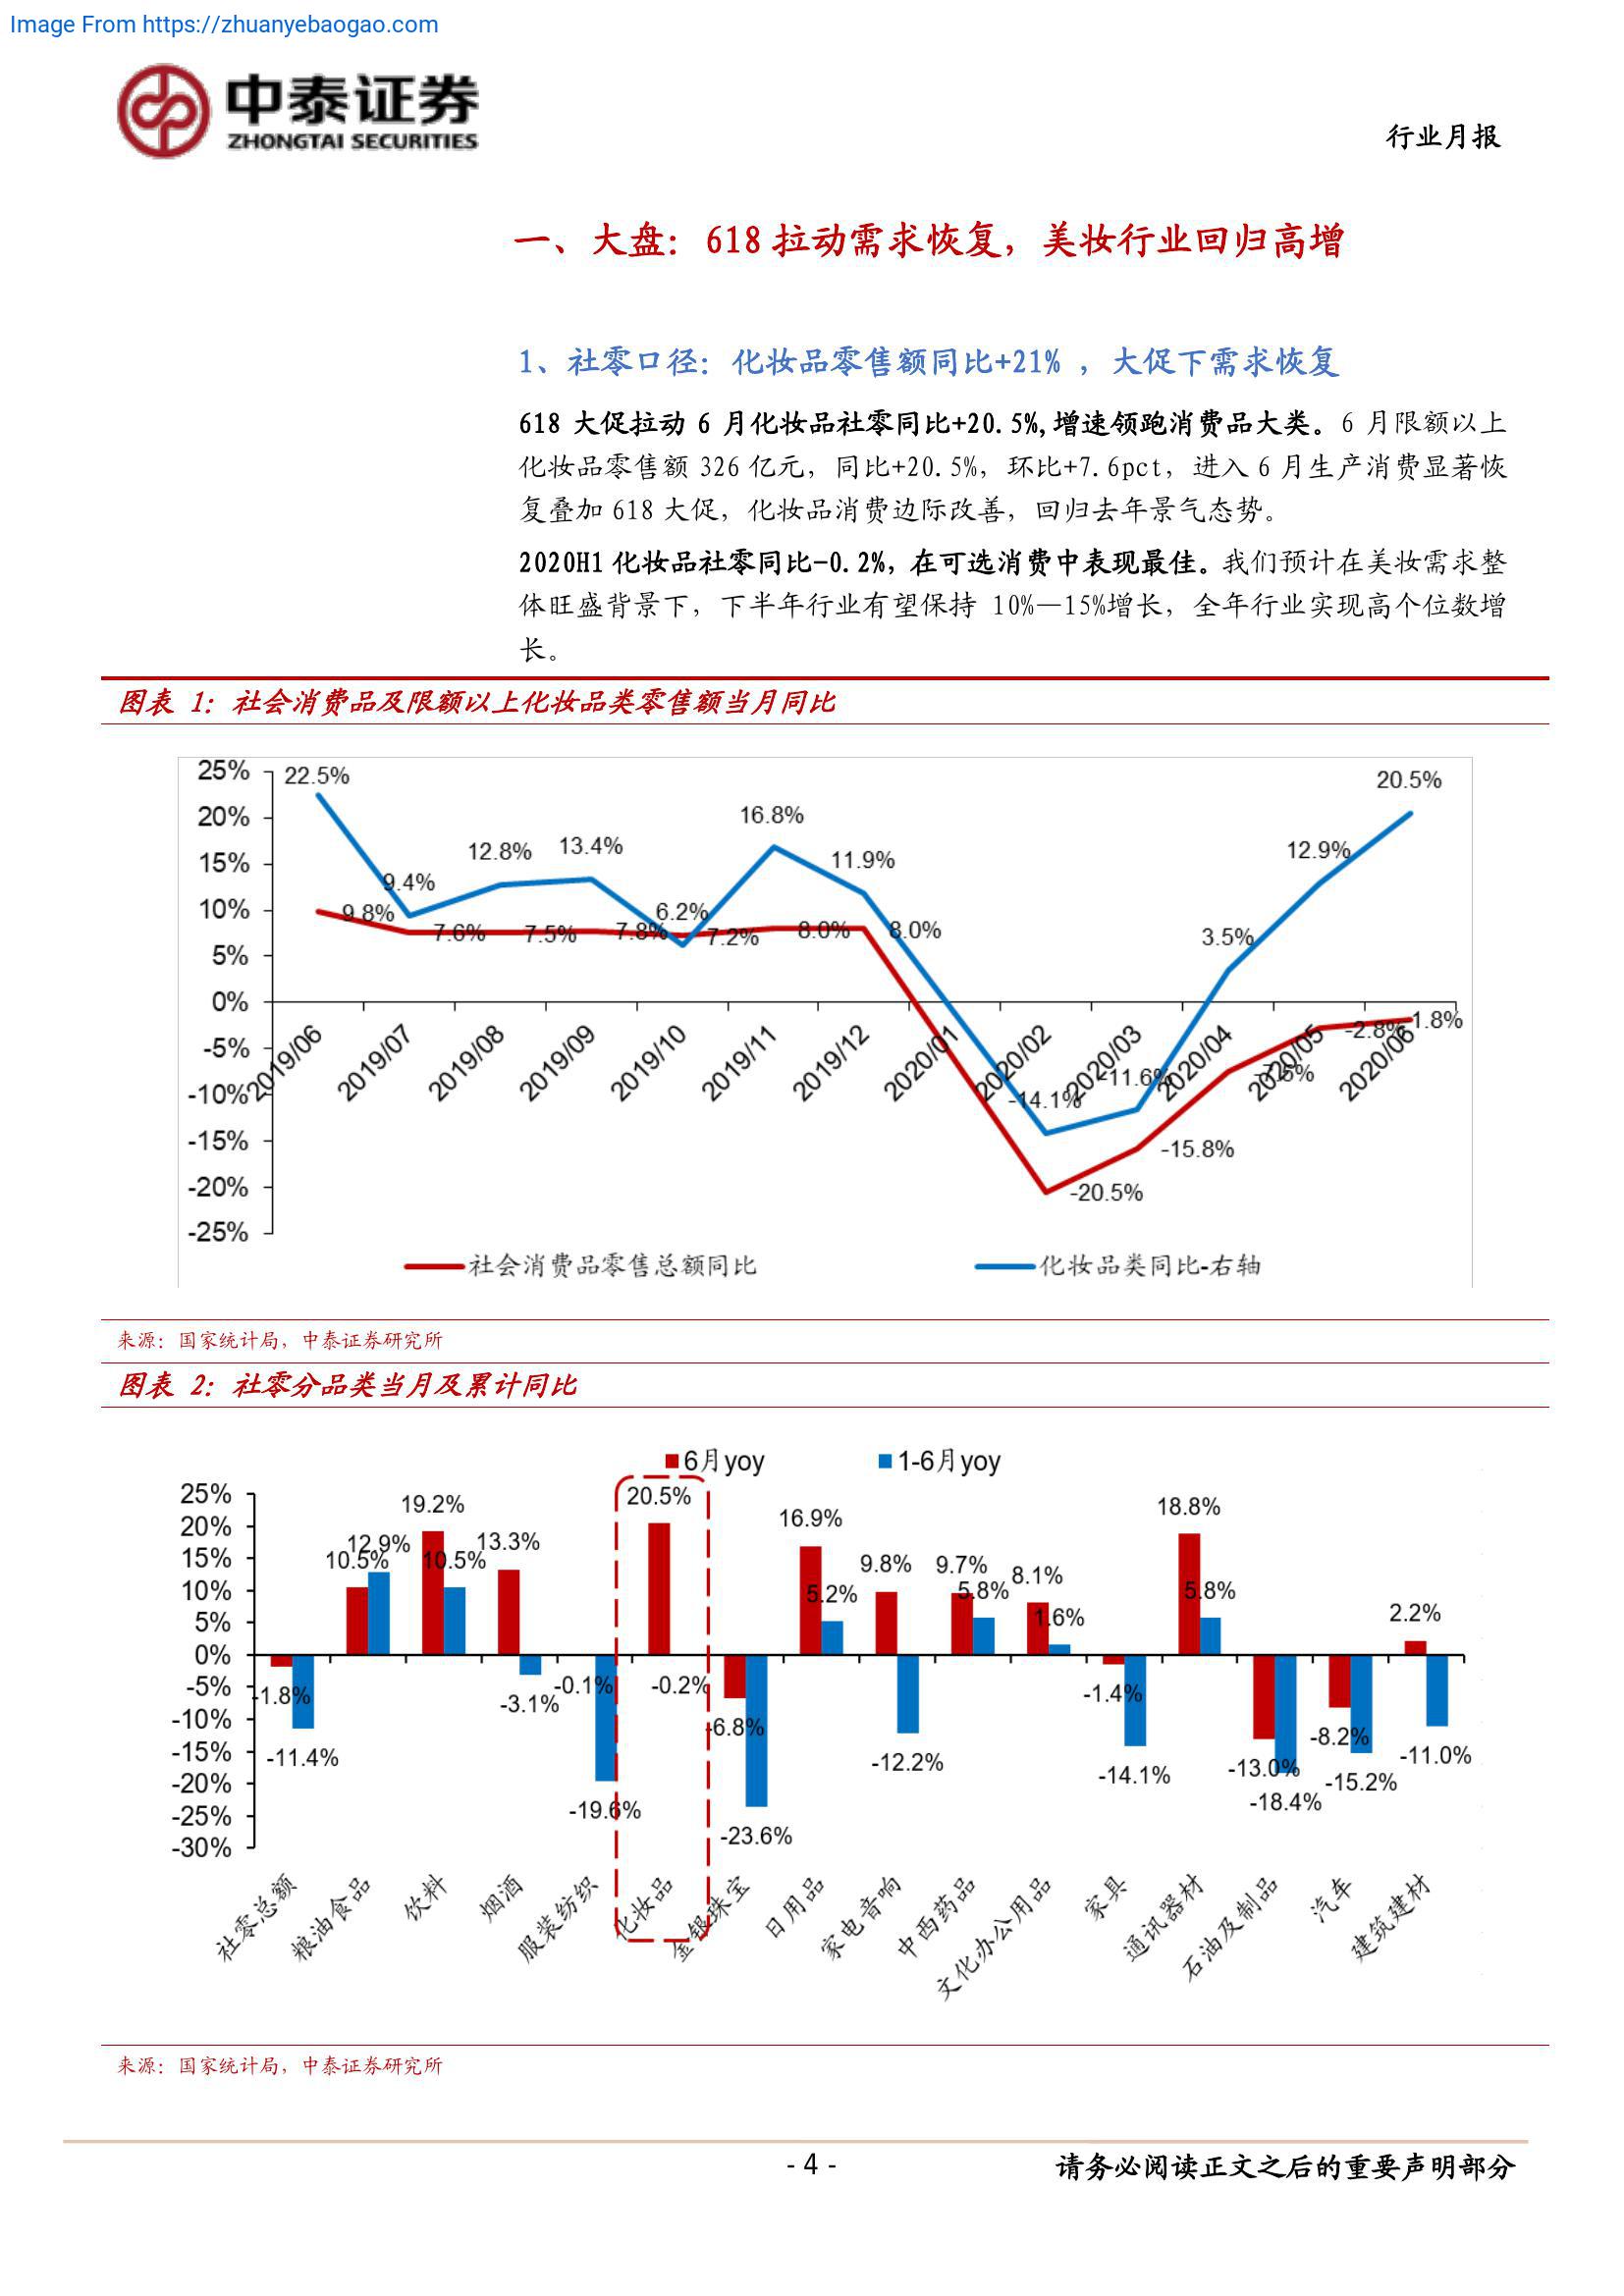 Image From https://zhuanyebaogao.com
中泰证券
ZHONGTAI SECURITIES
行业月报
一、大盘：618 拉动需求恢复，美妆行业回归高增
1、社零口径：化妆品零售额同比+21% ，大促下需求恢复
618 大促拉动 6 月化妆品社零同比+20.5%,增速领跑消费品大类。6 月限额以上
化妆品零售额 326 亿元，同比+20.5%，环比+7.6pct，进入 6 月生产消费显著恢
复叠加 618 大促，化妆品消费边际改善，回归去年景气态势。
2020H1 化妆品社零同比-0.2%，在可选消费中表现最佳。我们预计在美妆需求整
体旺盛背景下，下半年行业有望保持 10%—15%增长，全年行业实现高个位数增
长。
图表 1：社会消费品及限额以上化妆品类零售额当月同比
25%
20%
15%
10%
5%
0%
-5%
-10%
-15%
-20%
-25%
22.5%
9.4%
12.8%
13.4%
6.2%
16.8%
11.9%
-14.1%
-11.6%
3.5%
12.9%
20.5%
9.8%
7.6%
7.5%
7.8%
7.2%
8.0%
8.0%
-20.5%
-15.8%
-7.5%
-2.8%
-1.8%
2019/06
2019/07
2019/08
2019/09
2019/10
2019/11
2019/12
2020/01
2020/02
2020/03
2020/04
2020/05
2020/06
社会消费品零售总额同比
化妆品类同比-右轴
来源：国家统计局，中泰证券研究所
图表 2：社零分品类当月及累计同比
6月yoy
1-6月yoy
25%
20%
15%
10%
5%
0%
-5%
-10%
-15%
-20%
-25%
-30%
-1.8%
-11.4%
10.5%
12.9%
19.2%
10.5%
13.3%
-3.1%
-0.1%
-19.6%
20.5%
-0.2%
-6.8%
-23.6%
16.9%
5.2%
9.8%
-12.2%
9.7%
5.8%
8.1%
1.6%
-1.4%
-14.1%
18.8%
5.8%
-13.0%
-18.4%
-8.2%
-15.2%
2.2%
-11.0%
社零总额
粮油食品
饮料
烟酒
服装纺织
化妆品
金银珠宝
日用品
家电音响
中西药品
文化办公用品
家具
通讯器材
石油及制品
汽车
建筑建材
来源：国家统计局，中泰证券研究所
- 4 -
请务必阅读正文之后的重要声明部分